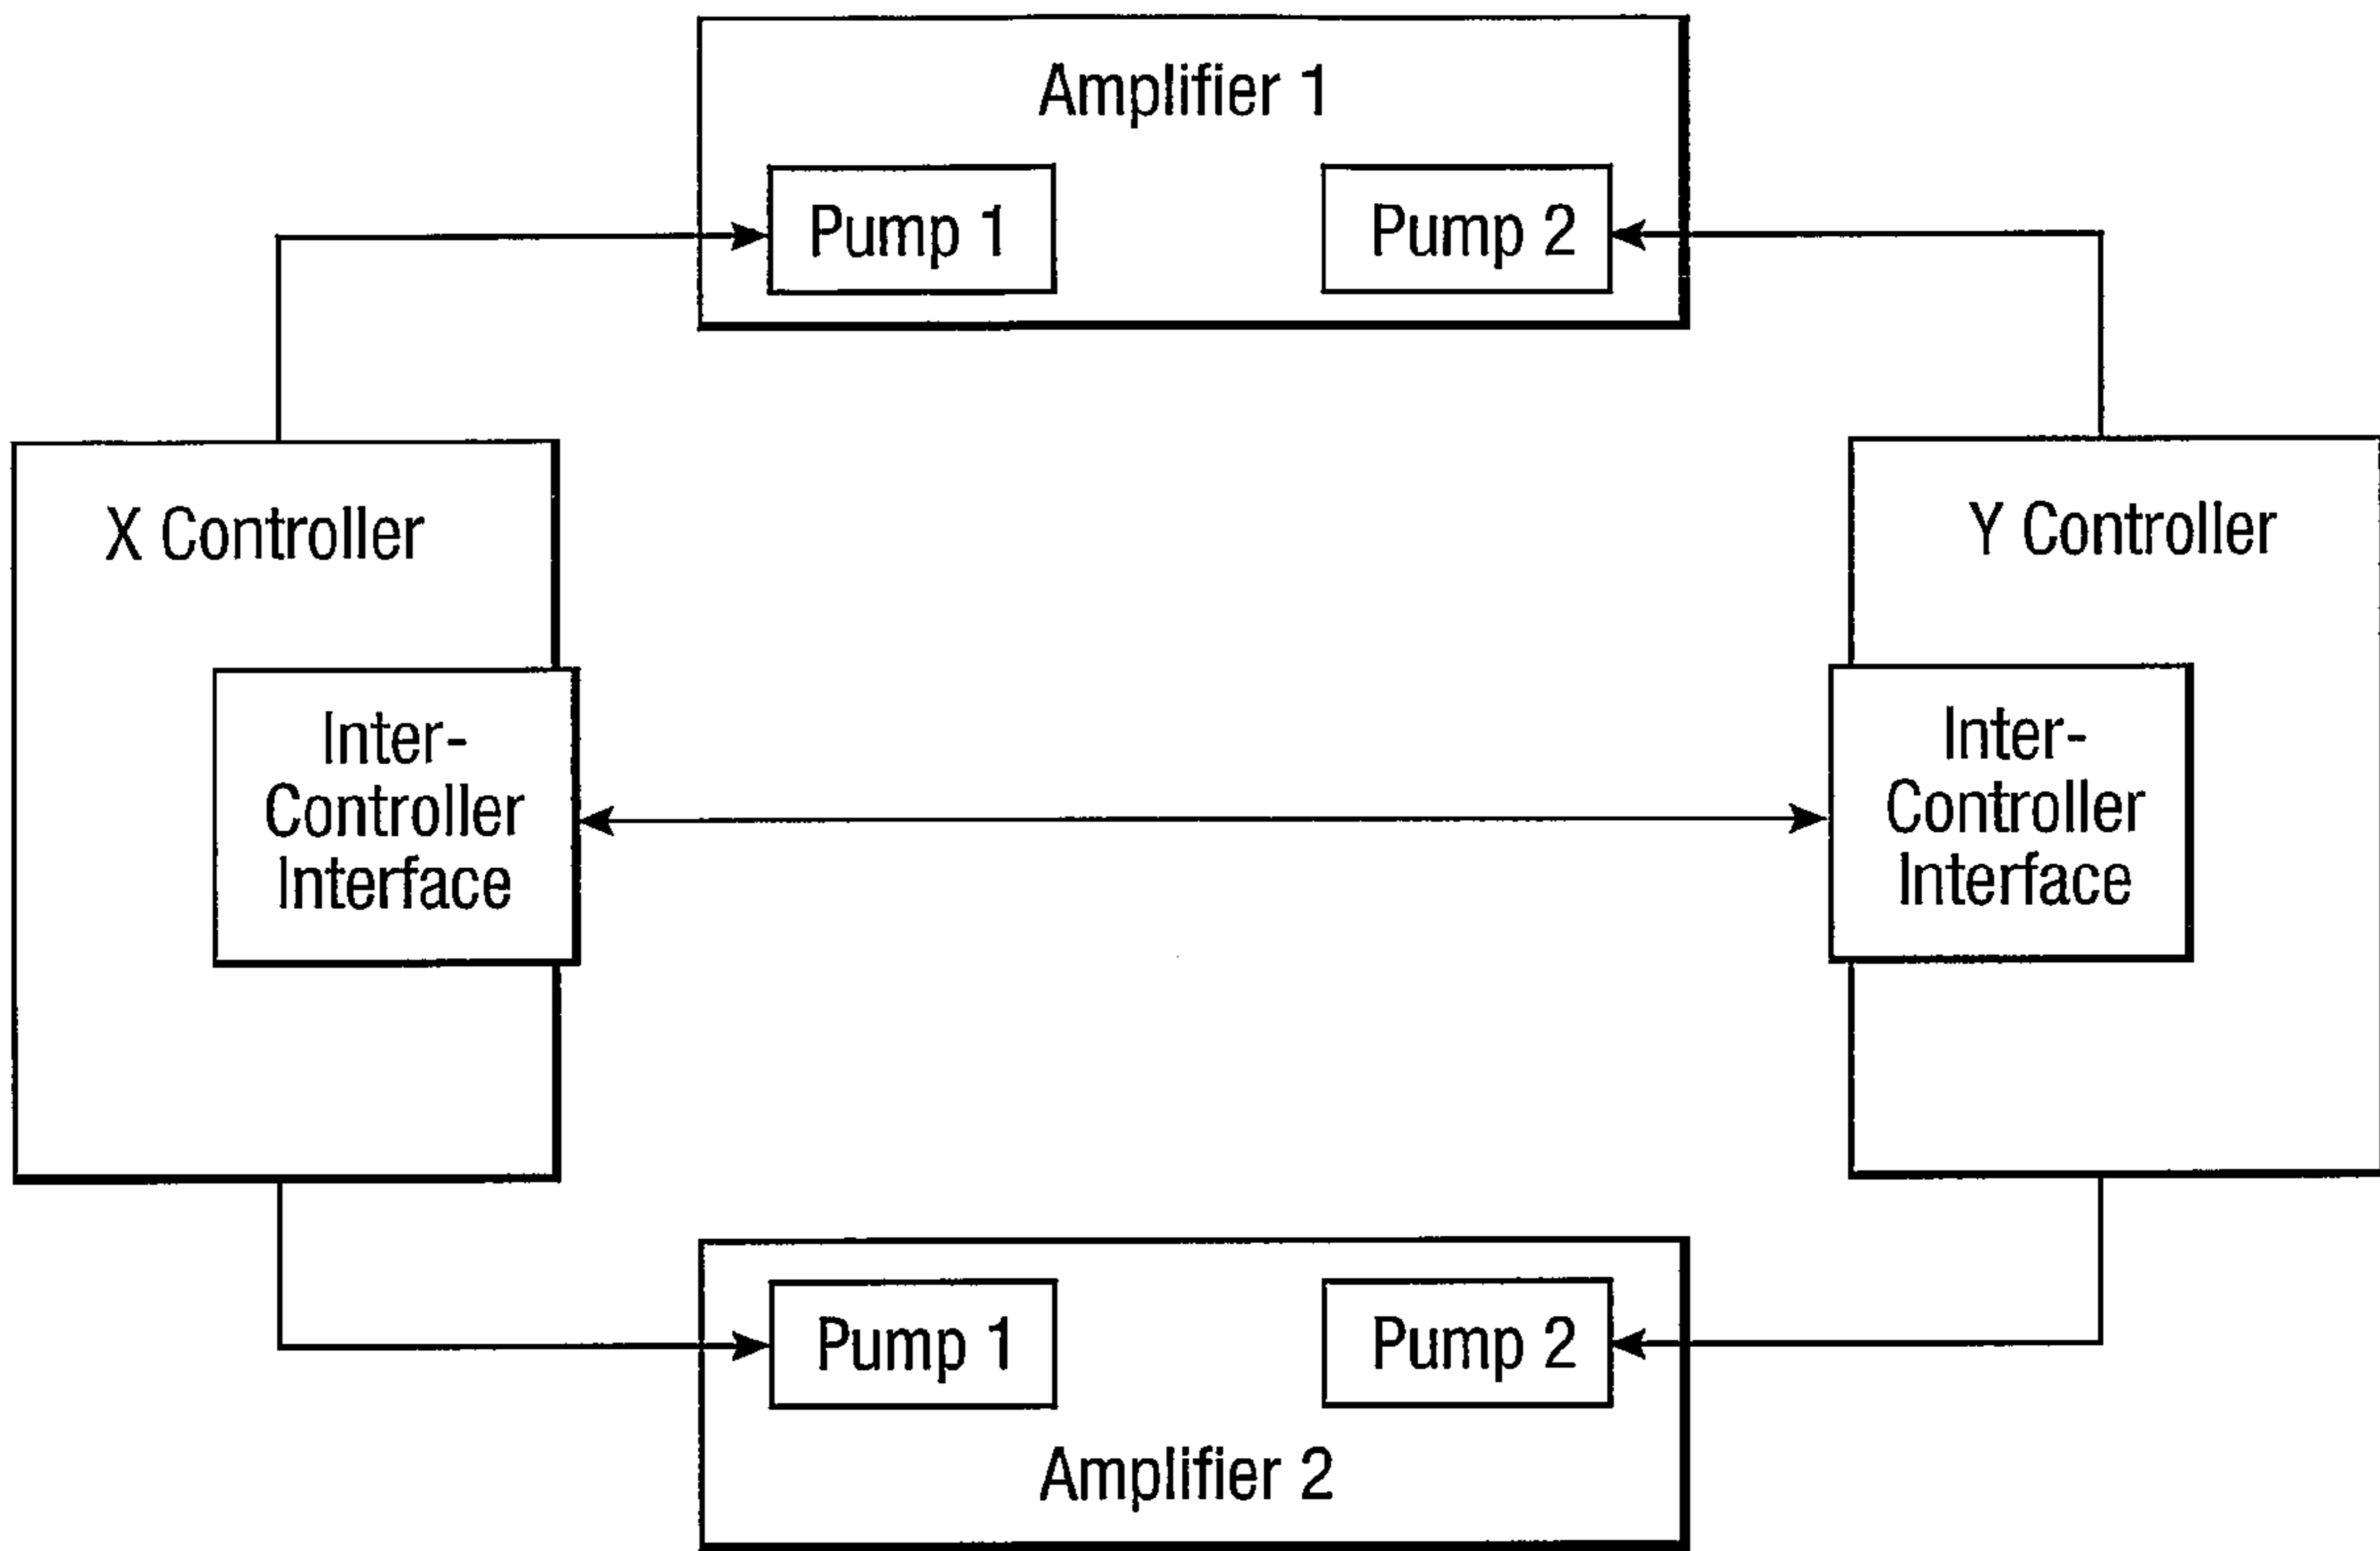 Amplifier 1
Pump 1
Pump 2
X Controller
Y Controller
Inter-
Controller
Interface
Inter-
Controller
Interface
Pump 1
Pump 2
Amplifier 2